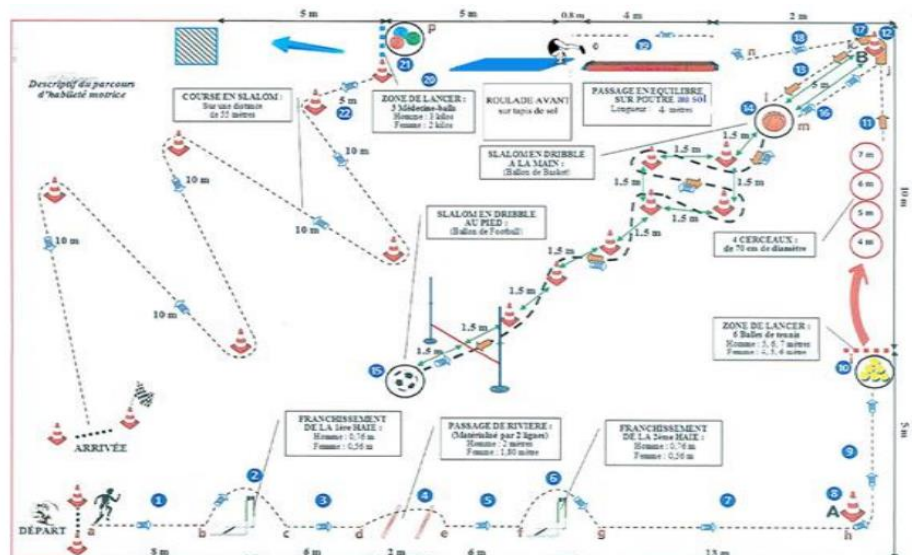 5 m
5 m
0,8 m
4 m
2 m
P
o
n
19
18
17
12
21
20
k
j
B
13
5 m
16
14
l
m
11
Descriptif du parcours
d'habileté motrice
COURSE EN SLALOM :
Sur une distance
de 55 mètres
5 m
22
ZONE DE LANCER :
3 Médecine-balls
Homme : 3 kilos
Femme : 2 kilos
ROULADE AVANT
sur tapis de sol
PASSAGE EN EQUILIBRE
SUR POUTRE au sol
Longueur : 4 mètres
SLALOM EN DRIBBLE
A LA MAIN :
(Ballon de Basket)
1.5 m
1.5 m
1.5 m
1.5 m
1.5 m
1.5 m
1.5 m
1.5 m
1.5 m
1.5 m
10 m
10 m
10 m
10 m
10 m
10 m
SLALOM EN DRIBBLE
AU PIED :
(Ballon de Football)
15
7 m
6 m
5 m
4 m
4 CERCEAUX :
de 70 cm de diamètre
ZONE DE LANCER :
6 Balles de tennis
Homme : 5, 6, 7 mètres
Femme : 4, 5, 6 mètre
10
i
5 m
ARRIVÉE
FRANCHISSEMENT
DE LA 1ère HAIE :
Homme : 0,76 m
Femme : 0,56 m
PASSAGE DE RIVIERE :
(Matérialisé par 2 lignes)
Homme : 2 mètres
Femme : 1,80 mètre
FRANCHISSEMENT
DE LA 2ème HAIE :
Homme : 0,76 m
Femme : 0,56 m
DÉPART
1
2
3
4
5
6
7
8
9
A
a
b
c
d
e
f
g
h
8 m
6 m
2 m
6 m
13 m